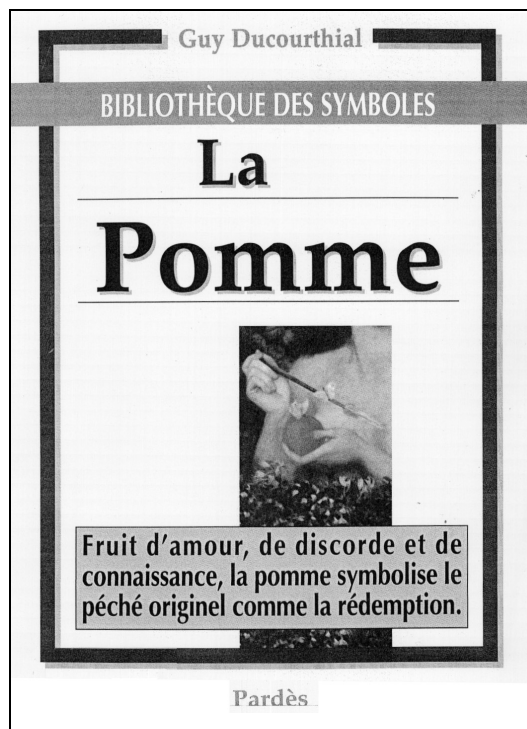 Guy Ducourthial
BIBLIOTHÈQUE DES SYMBOLES
La
Pomme
Fruit d'amour, de discorde et de
connaissance, la pomme symbolise le
péché originel comme la rédemption.
Pardès